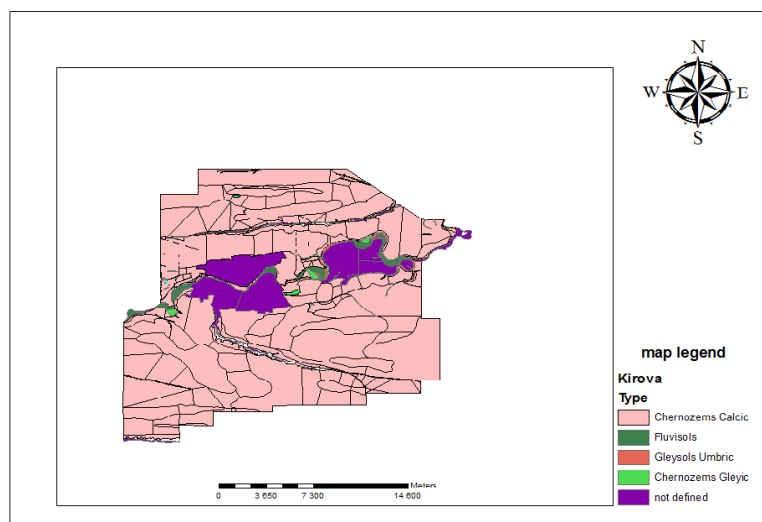 N
W E
S
map legend
Kirova
Type
Chernozems Calcic
Fluvisols
Gleysols Umbric
Chernozems Gleyic
not defined
Meters
0 3 650 7 300 14 600